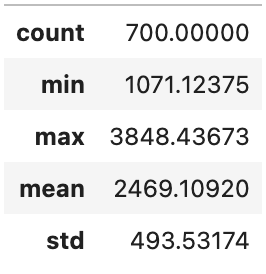 count 700.00000
min 1071.12375
max 3848.43673
mean 2469.10920
std 493.53174